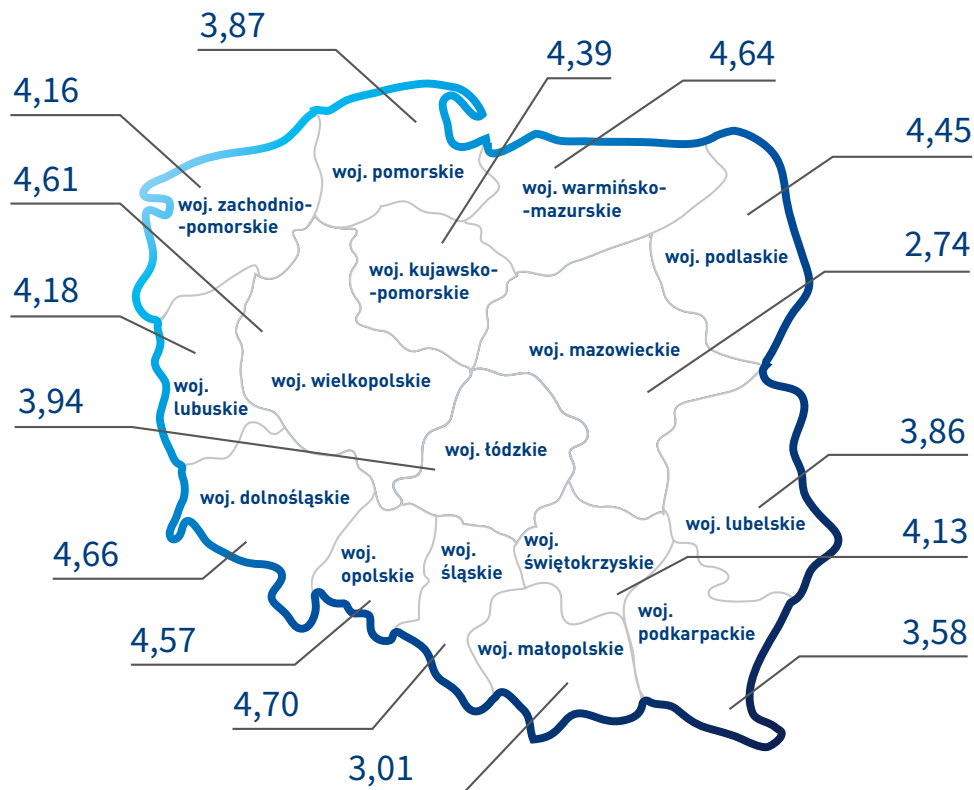 3,87
4,39
4,64
4,16
4,45
woj. pomorskie
4,61
woj. warmińsko-
-mazurskie
woj. zachodnio-
-pomorskie
2,74
woj. podlaskie
woj. kujawsko-
-pomorskie
4,18
woj. mazowieckie
woj. wielkopolskie
woj.
lubuskie
3,94
3,86
woj. łódzkie
woj. dolnośląskie
woj. lubelskie
4,13
woj.
świętokrzyskie
woj.
śląskie
woj.
opolskie
4,66
woj.
podkarpackie
3,58
4,57
woj. małopolskie
4,70
3,01